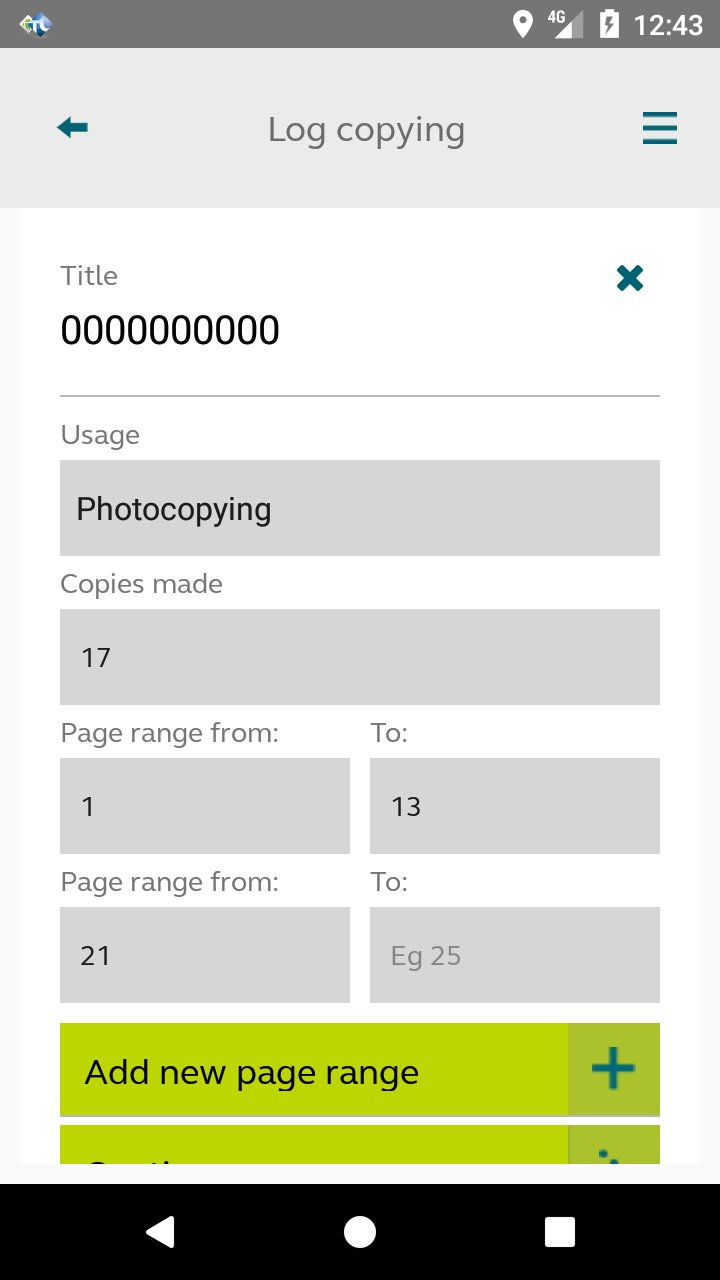 4G 12:43
Log copying
Title
0000000000
Usage
Photocopying
Copies made
17
Page range from: To:
1 13
Page range from: To:
21 Eg 25
Add new page range